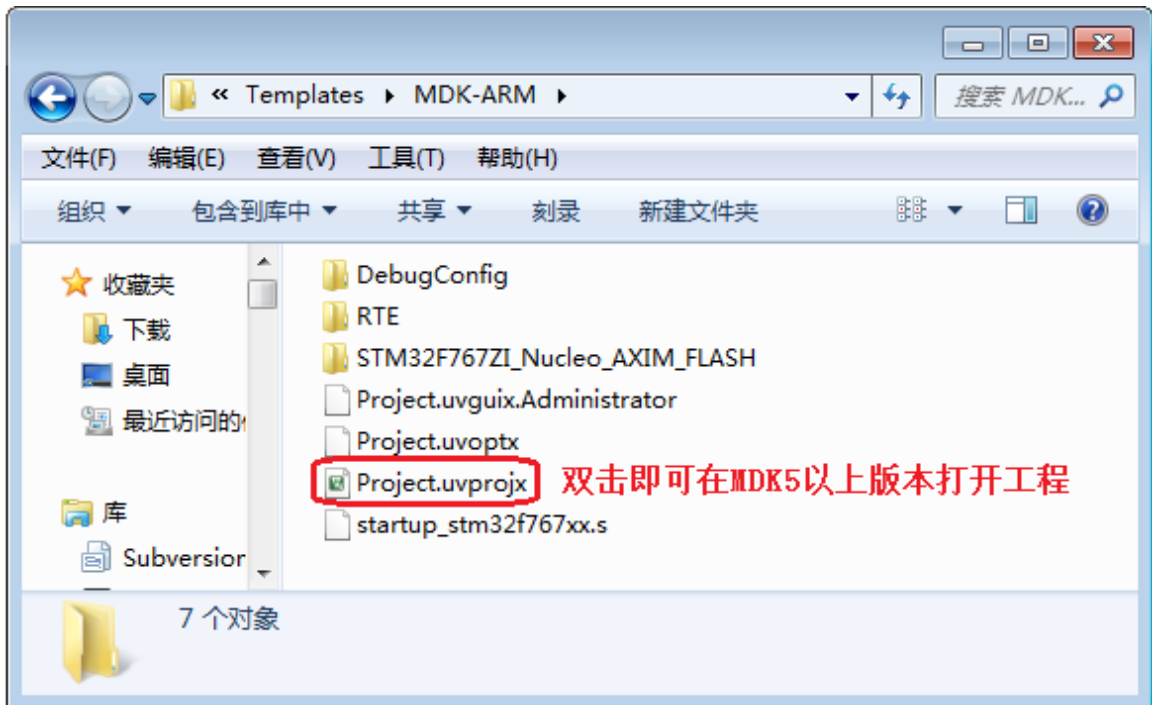 « Templates MDK-ARM
搜索 MDK...
文件(F) 编辑(E) 查看(V) 工具(T) 帮助(H)
组织 包含到库中 共享 刻录 新建文件夹
收藏夹
下载
桌面
最近访问的
库
Subversion
DebugConfig
RTE
STM32F767ZI_Nucleo_AXIM_FLASH
Project.uvguix.Administrator
Project.uvoptx
Project.uvprojx 双击即可在MDK5以上版本打开工程
startup_stm32f767xx.s
7 个对象